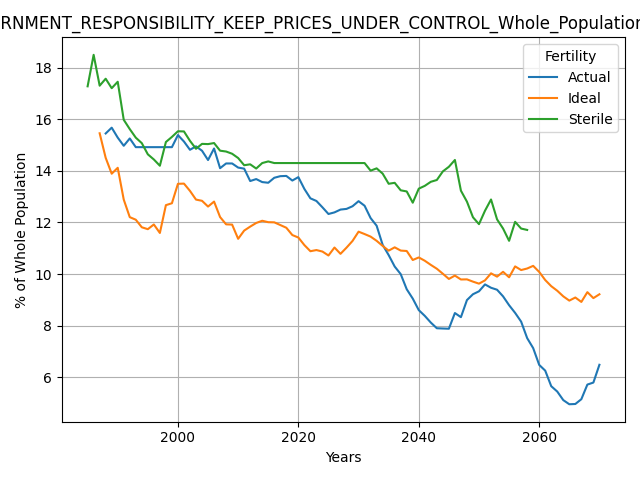 RNMENT_RESPONSIBILITY_KEEP_PRICES_UNDER_CONTROL_Whole_Population
Fertility
Actual
Ideal
Sterile
% of Whole Population
18
16
14
12
10
8
6
2000
2020
2040
2060
Years